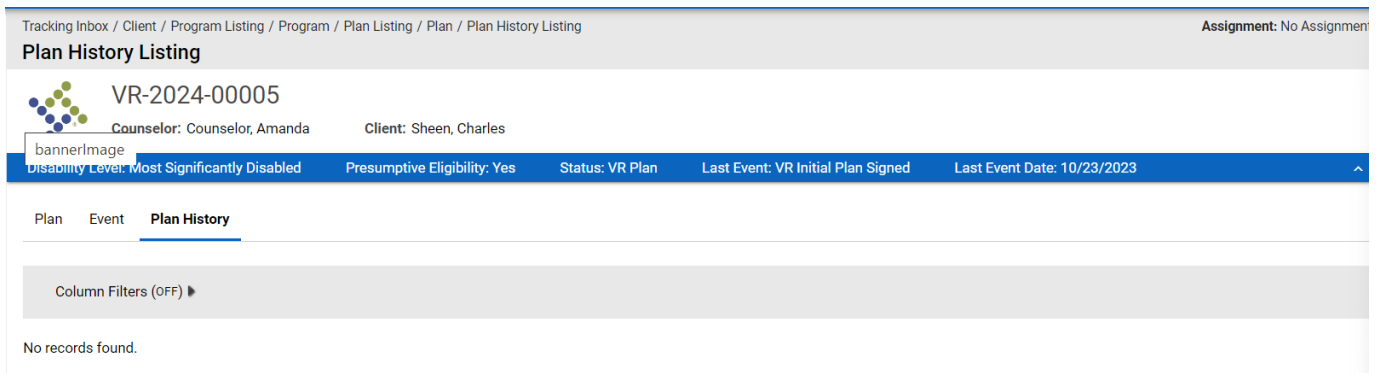 Tracking Inbox / Client / Program Listing / Program / Plan Listing / Plan / Plan History Listing
Assignment: No Assignment
Plan History Listing
VR-2024-00005
Counselor: Counselor, Amanda Client: Sheen, Charles
bannerImage
Disability Level: Most Significantly Disabled Presumptive Eligibility: Yes Status: VR Plan Last Event: VR Initial Plan Signed Last Event Date: 10/23/2023
Plan Event Plan History
Column Filters (OFF)
No records found.